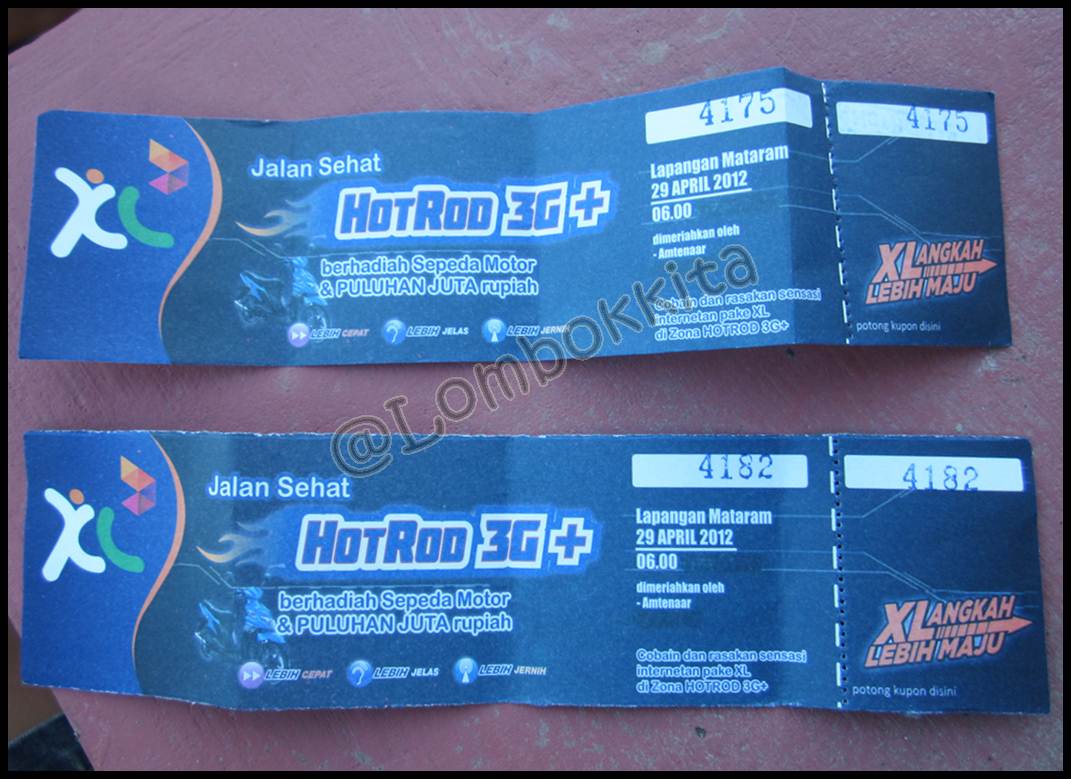 XL
Jalan Sehat
HOTROD 3G+
berhadiah Sepeda Motor
& PULUHAN JUTA rupiah
LEBIH CEPAT LEBIH JELAS LEBIH JERNIH
4175
Lapangan Mataram
29 APRIL 2012
06.00
dimeriahkan oleh
- Amtenaar
Cobain dan rasakan sensasi
internetan pake XL
di Zona HOTROD 3G+
4175
XLANGKAH
LEBIH MAJU
potong kupon disini
@Lombokkita
XL
Jalan Sehat
HOTROD 3G+
berhadiah Sepeda Motor
& PULUHAN JUTA rupiah
LEBIH CEPAT LEBIH JELAS LEBIH JERNIH
4182
Lapangan Mataram
29 APRIL 2012
06.00
dimeriahkan oleh
- Amtenaar
Cobain dan rasakan sensasi
internetan pake XL
di Zona HOTROD 3G+
4182
XLANGKAH
LEBIH MAJU
potong kupon disini